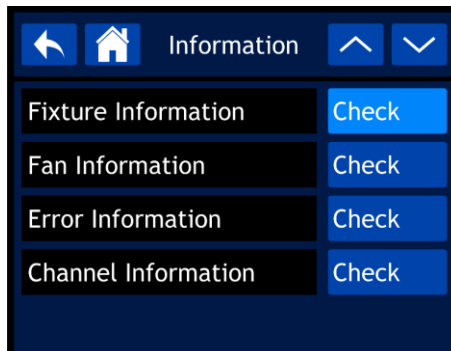 Information
Fixture Information Check
Fan Information Check
Error Information Check
Channel Information Check